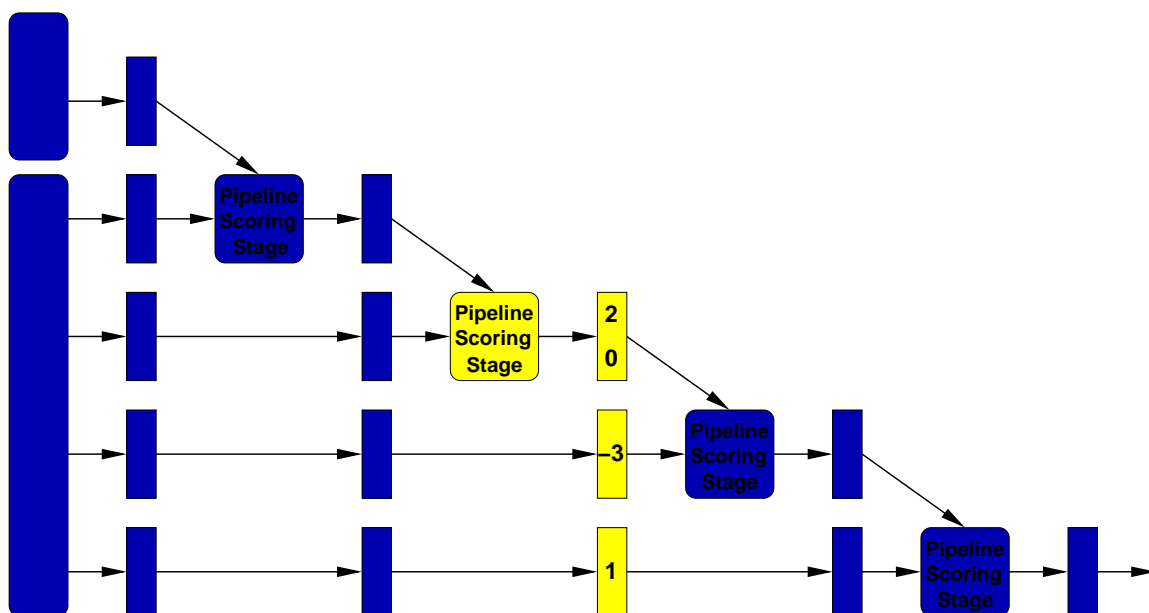 Pipeline
Scoring
Stage
Pipeline
Scoring
Stage
2
0
Pipeline
Scoring
Stage
−3
1
Pipeline
Scoring
Stage